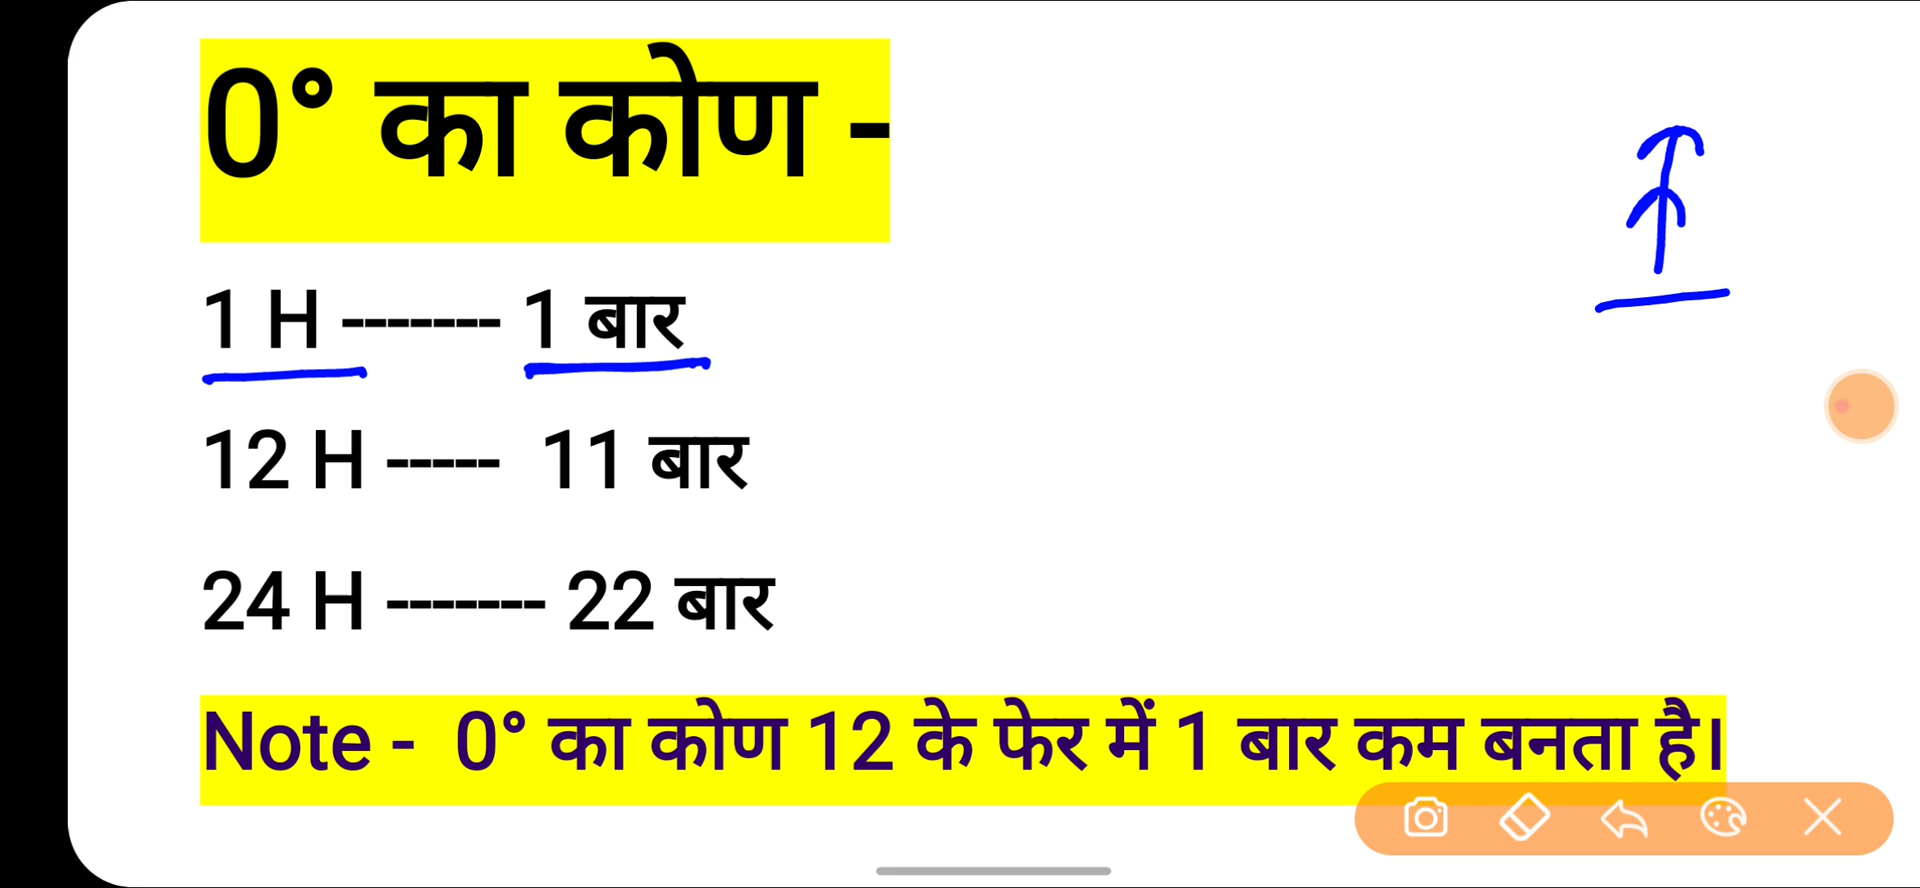 0° का कोण -
1 H ------- 1 बार
12 H ----- 11 बार
24 H ------- 22 बार
Note - 0° का कोण 12 के फेर में 1 बार कम बनता है।